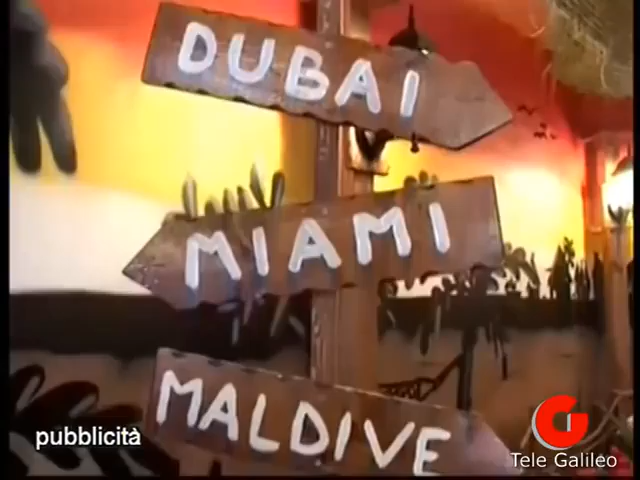 DUBAI
MIAMI
MALDIVE
pubblicità
G
Tele Galileo